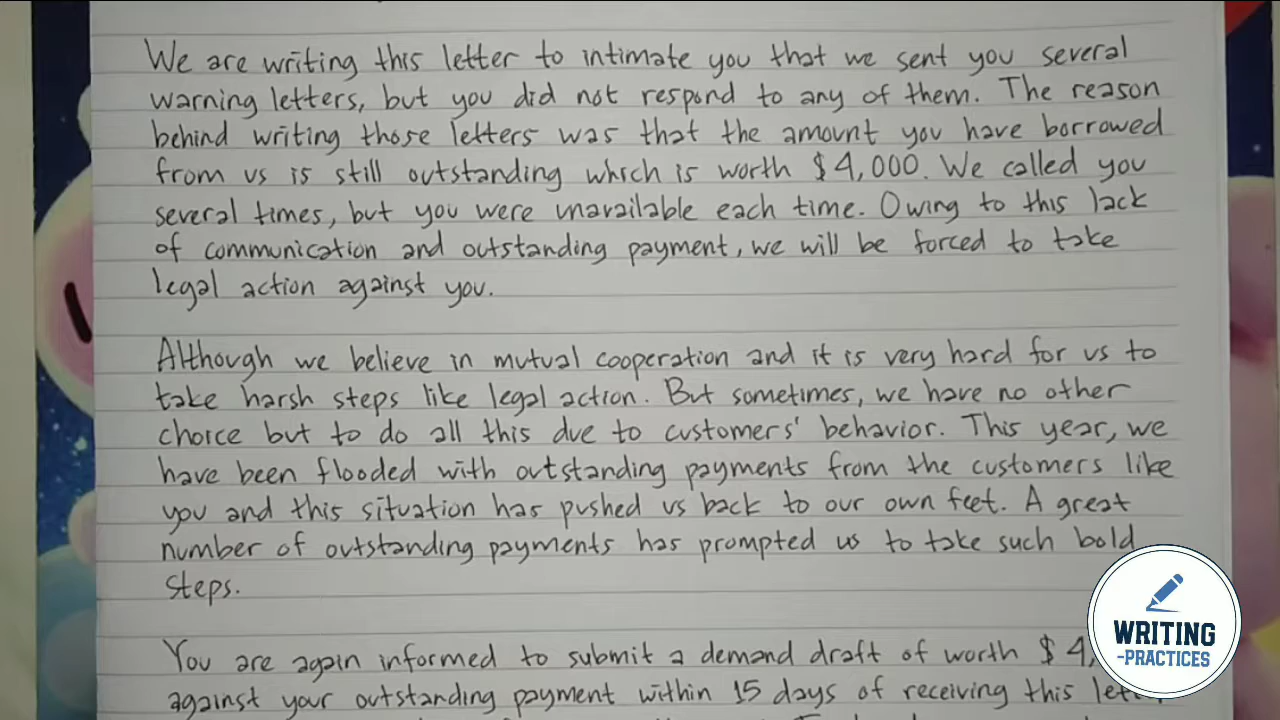 We are writing this letter to intimate you that we sent you several
warning letters, but you did not respond to any of them. The reason
behind writing those letters was that the amount you have borrowed
from us is still outstanding which is worth $4,000. We called you
several times, but you were unavailable each time. Owing to this lack
of communication and outstanding payment, we will be forced to take
legal action against you.
Although we believe in mutual cooperation and it is very hard for us to
take harsh steps like legal action. But sometimes, we have no other
choice but to do all this due to customers' behavior. This year, we
have been flooded with outstanding payments from the customers like
you and this situation has pushed us back to our own feet. A great
number of outstanding payments has prompted us to take such bold
steps.
You are again informed to submit a demand draft of worth $4,
against your outstanding payment within 15 days of receiving this
WRITING
-PRACTICES